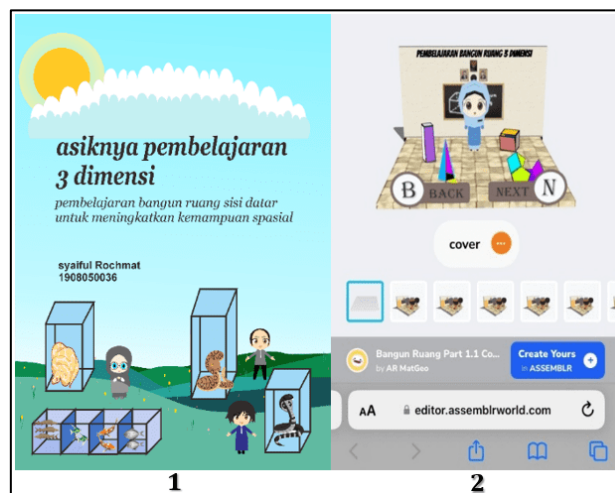 asiknya pembelajaran
3 dimensi
pembelajaran bangun ruang sisi datar
untuk meningkatkan kemampuan spasial
syaiful Rochmat
1908050036
1
PEMBELAJARAN BANGUN RUANG 3 DIMENSI
B BACK
NEXT N
cover
Bangun Ruang Part 1.1 Co...
by AR MatGeo
Create Yours
in ASSEMBLR
AA editor.assemblrworld.com
2